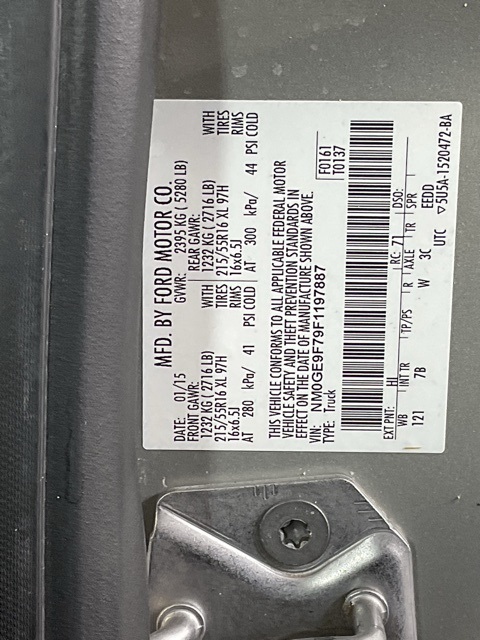 MFD. BY FORD MOTOR CO.
DATE: 01/15 GVWR: 2395 KG ( 5280 LB)
FRONT GAWR: REAR GAWR:
1232 KG (2716 LB) WITH 1232 KG (2716 LB) WITH
215/55R16 XL 97H TIRES 215/55R16 XL 97H TIRES
16x6.5J RIMS 16x6.5J RIMS
AT 280 kPa/ 41 PSI COLD AT 300 kPa/ 44 PSI COLD
THIS VEHICLE CONFORMS TO ALL APPLICABLE FEDERAL MOTOR
VEHICLE SAFETY AND THEFT PREVENTION STANDARDS IN
EFFECT ON THE DATE OF MANUFACTURE SHOWN ABOVE.
VIN: NM0GE9F79F1197887 F0161
TYPE: Truck T0137
EXT PNT: HI RC: 71 DSO:
WB INT TR TP/PS R AXLE TR SPR
121 7B W 3C EEDD
UTC ▽5U5A-1520472-BA